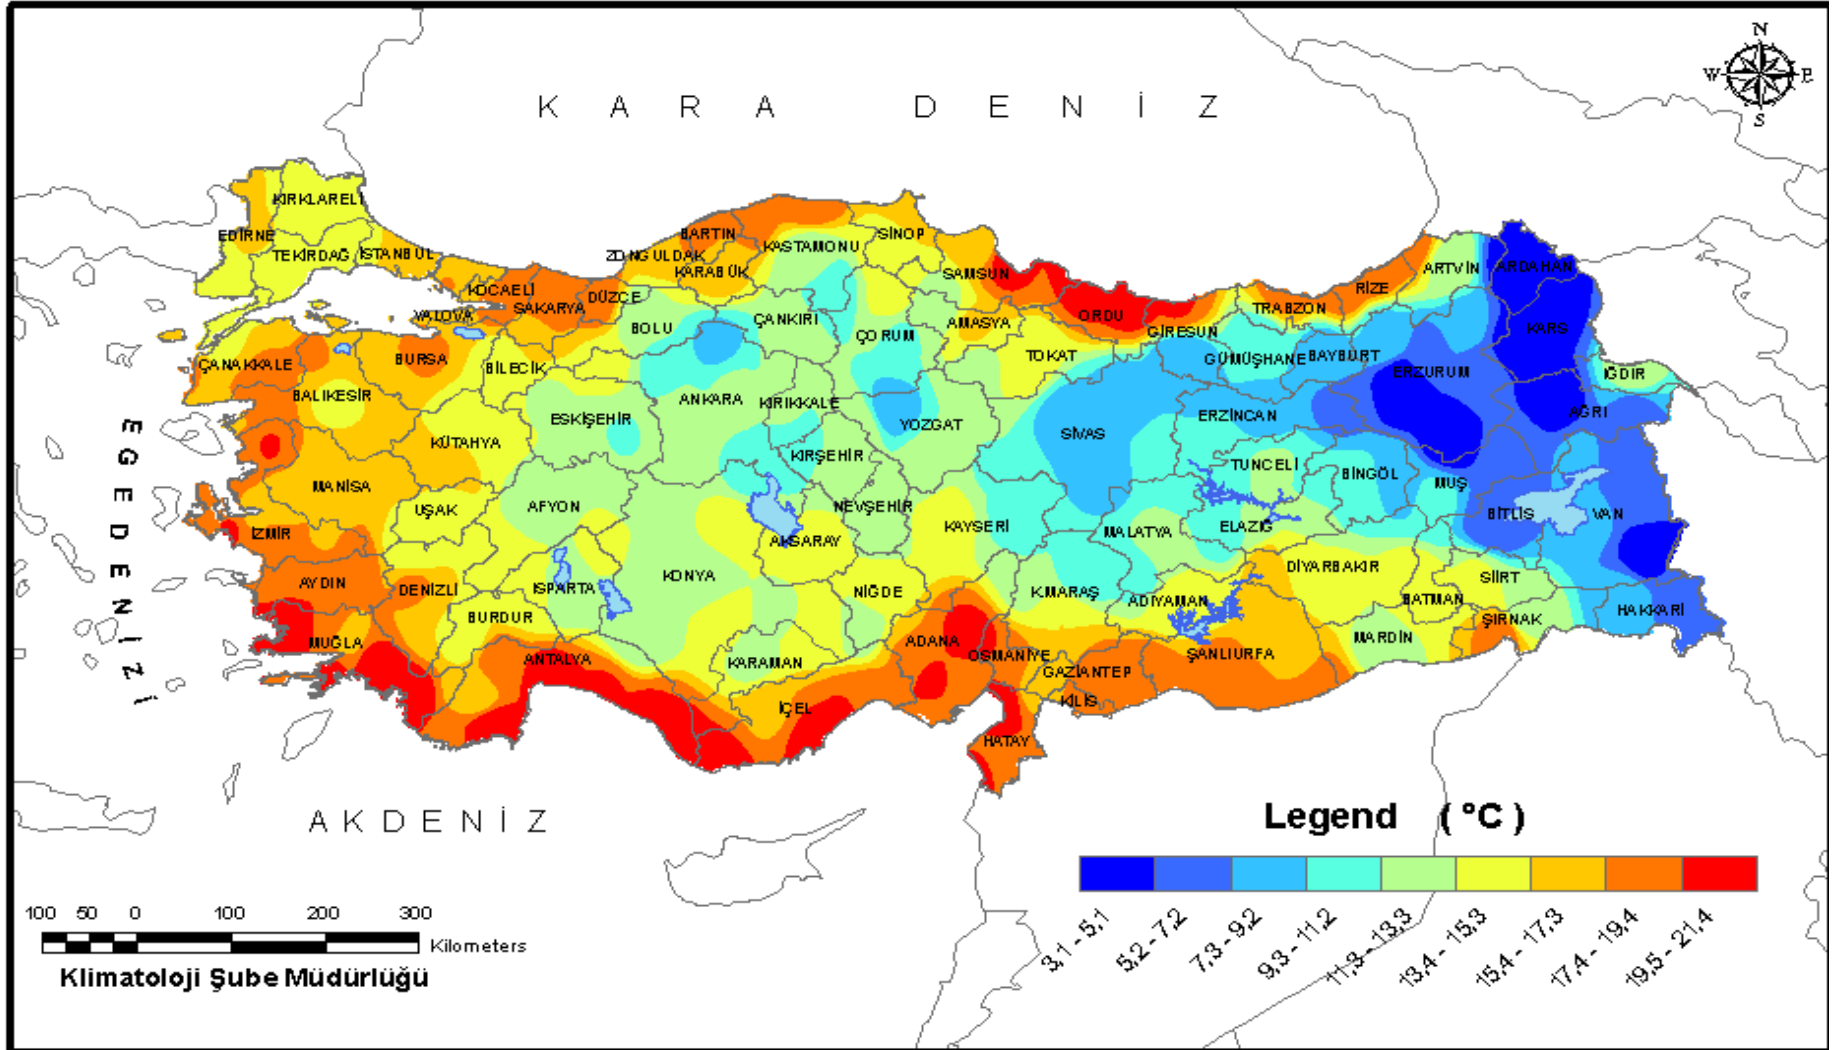 N
W E
S
K A R A D E N İ Z
KIRKLARELİ
EDİRNE
TEKİRDAĞ
İSTANBUL
KOCAELİ
YALOVA
SAKARYA
DÜZCE
ZONGULDAK
BARTIN
KARABÜK
KASTAMONU
SİNOP
SAMSUN
ORDU
GİRESUN
TRABZON
RİZE
ARTVİN
ARDAHAN
KARS
IĞDIR
AĞRI
ÇANAKKALE
BALIKESİR
BURSA
BİLECİK
BOLU
ÇANKIRI
ÇORUM
AMASYA
TOKAT
GÜMÜŞHANE
BAYBURT
ERZURUM
ERZİNCAN
KÜTAHYA
ESKİŞEHİR
ANKARA
KIRIKKALE
YOZGAT
SİVAS
TUNCELİ
BİNGÖL
MUŞ
BİTLİS
VAN
MANİSA
UŞAK
AFYON
KIRŞEHİR
NEVŞEHİR
KAYSERİ
MALATYA
ELAZIĞ
İZMİR
AYDIN
DENİZLİ
ISPARTA
BURDUR
KONYA
AKSARAY
NİĞDE
K.MARAŞ
ADIYAMAN
DİYARBAKIR
BATMAN
SİİRT
ŞIRNAK
HAKKARİ
MUĞLA
ANTALYA
KARAMAN
İÇEL
ADANA
OSMANİYE
GAZİANTEP
KİLİS
ŞANLIURFA
MARDİN
HATAY
E G E D E N İ Z İ
A K D E N İ Z
Legend ( °C )
3,1 - 5,1
5,2 - 7,2
7,3 - 9,2
9,3 - 11,2
11,3 - 13,3
13,4 - 15,3
15,4 - 17,3
17,4 - 19,4
19,5 - 21,4
100 50 0 100 200 300
Kilometers
Klimatoloji Şube Müdürlüğü